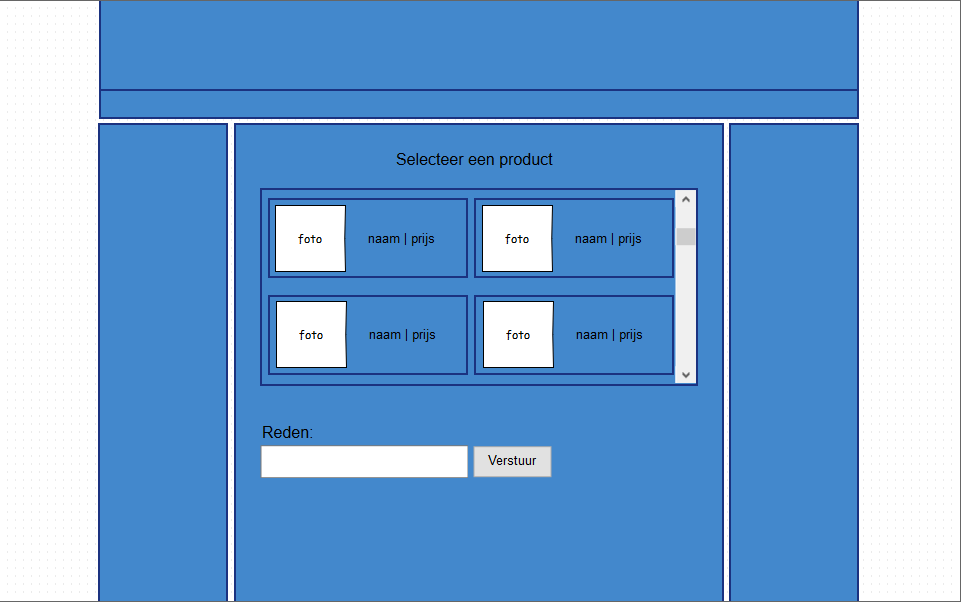 Selecteer een product
foto naam | prijs foto naam | prijs
foto naam | prijs foto naam | prijs
Reden:
Verstuur